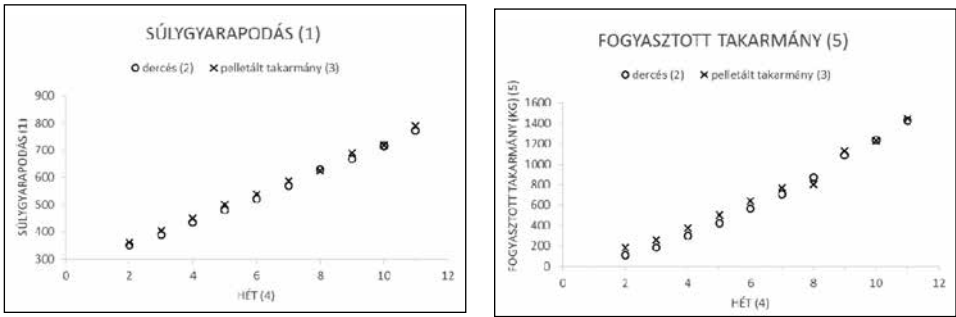 SÚLYGYARAPODÁS (1)
dercés (2) pelletált takarmány (3)
SÚLYGYARAPODÁS (1)
900
800
700
600
500
400
300
0 2 4 6 8 10 12
HÉT (4)
FOGYASZTOTT TAKARMÁNY (5)
dercés (2) pelletált takarmány (3)
FOGYASZTOTT TAKARMÁNY (KG) (5)
1600
1400
1200
1000
800
600
400
200
0
0 2 4 6 8 10 12
HÉT (4)